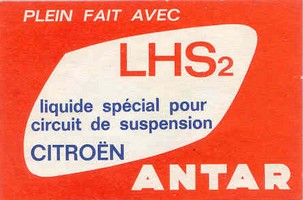 PLEIN FAIT AVEC
LHS2
liquide spécial pour
circuit de suspension
CITROËN
ANTAR